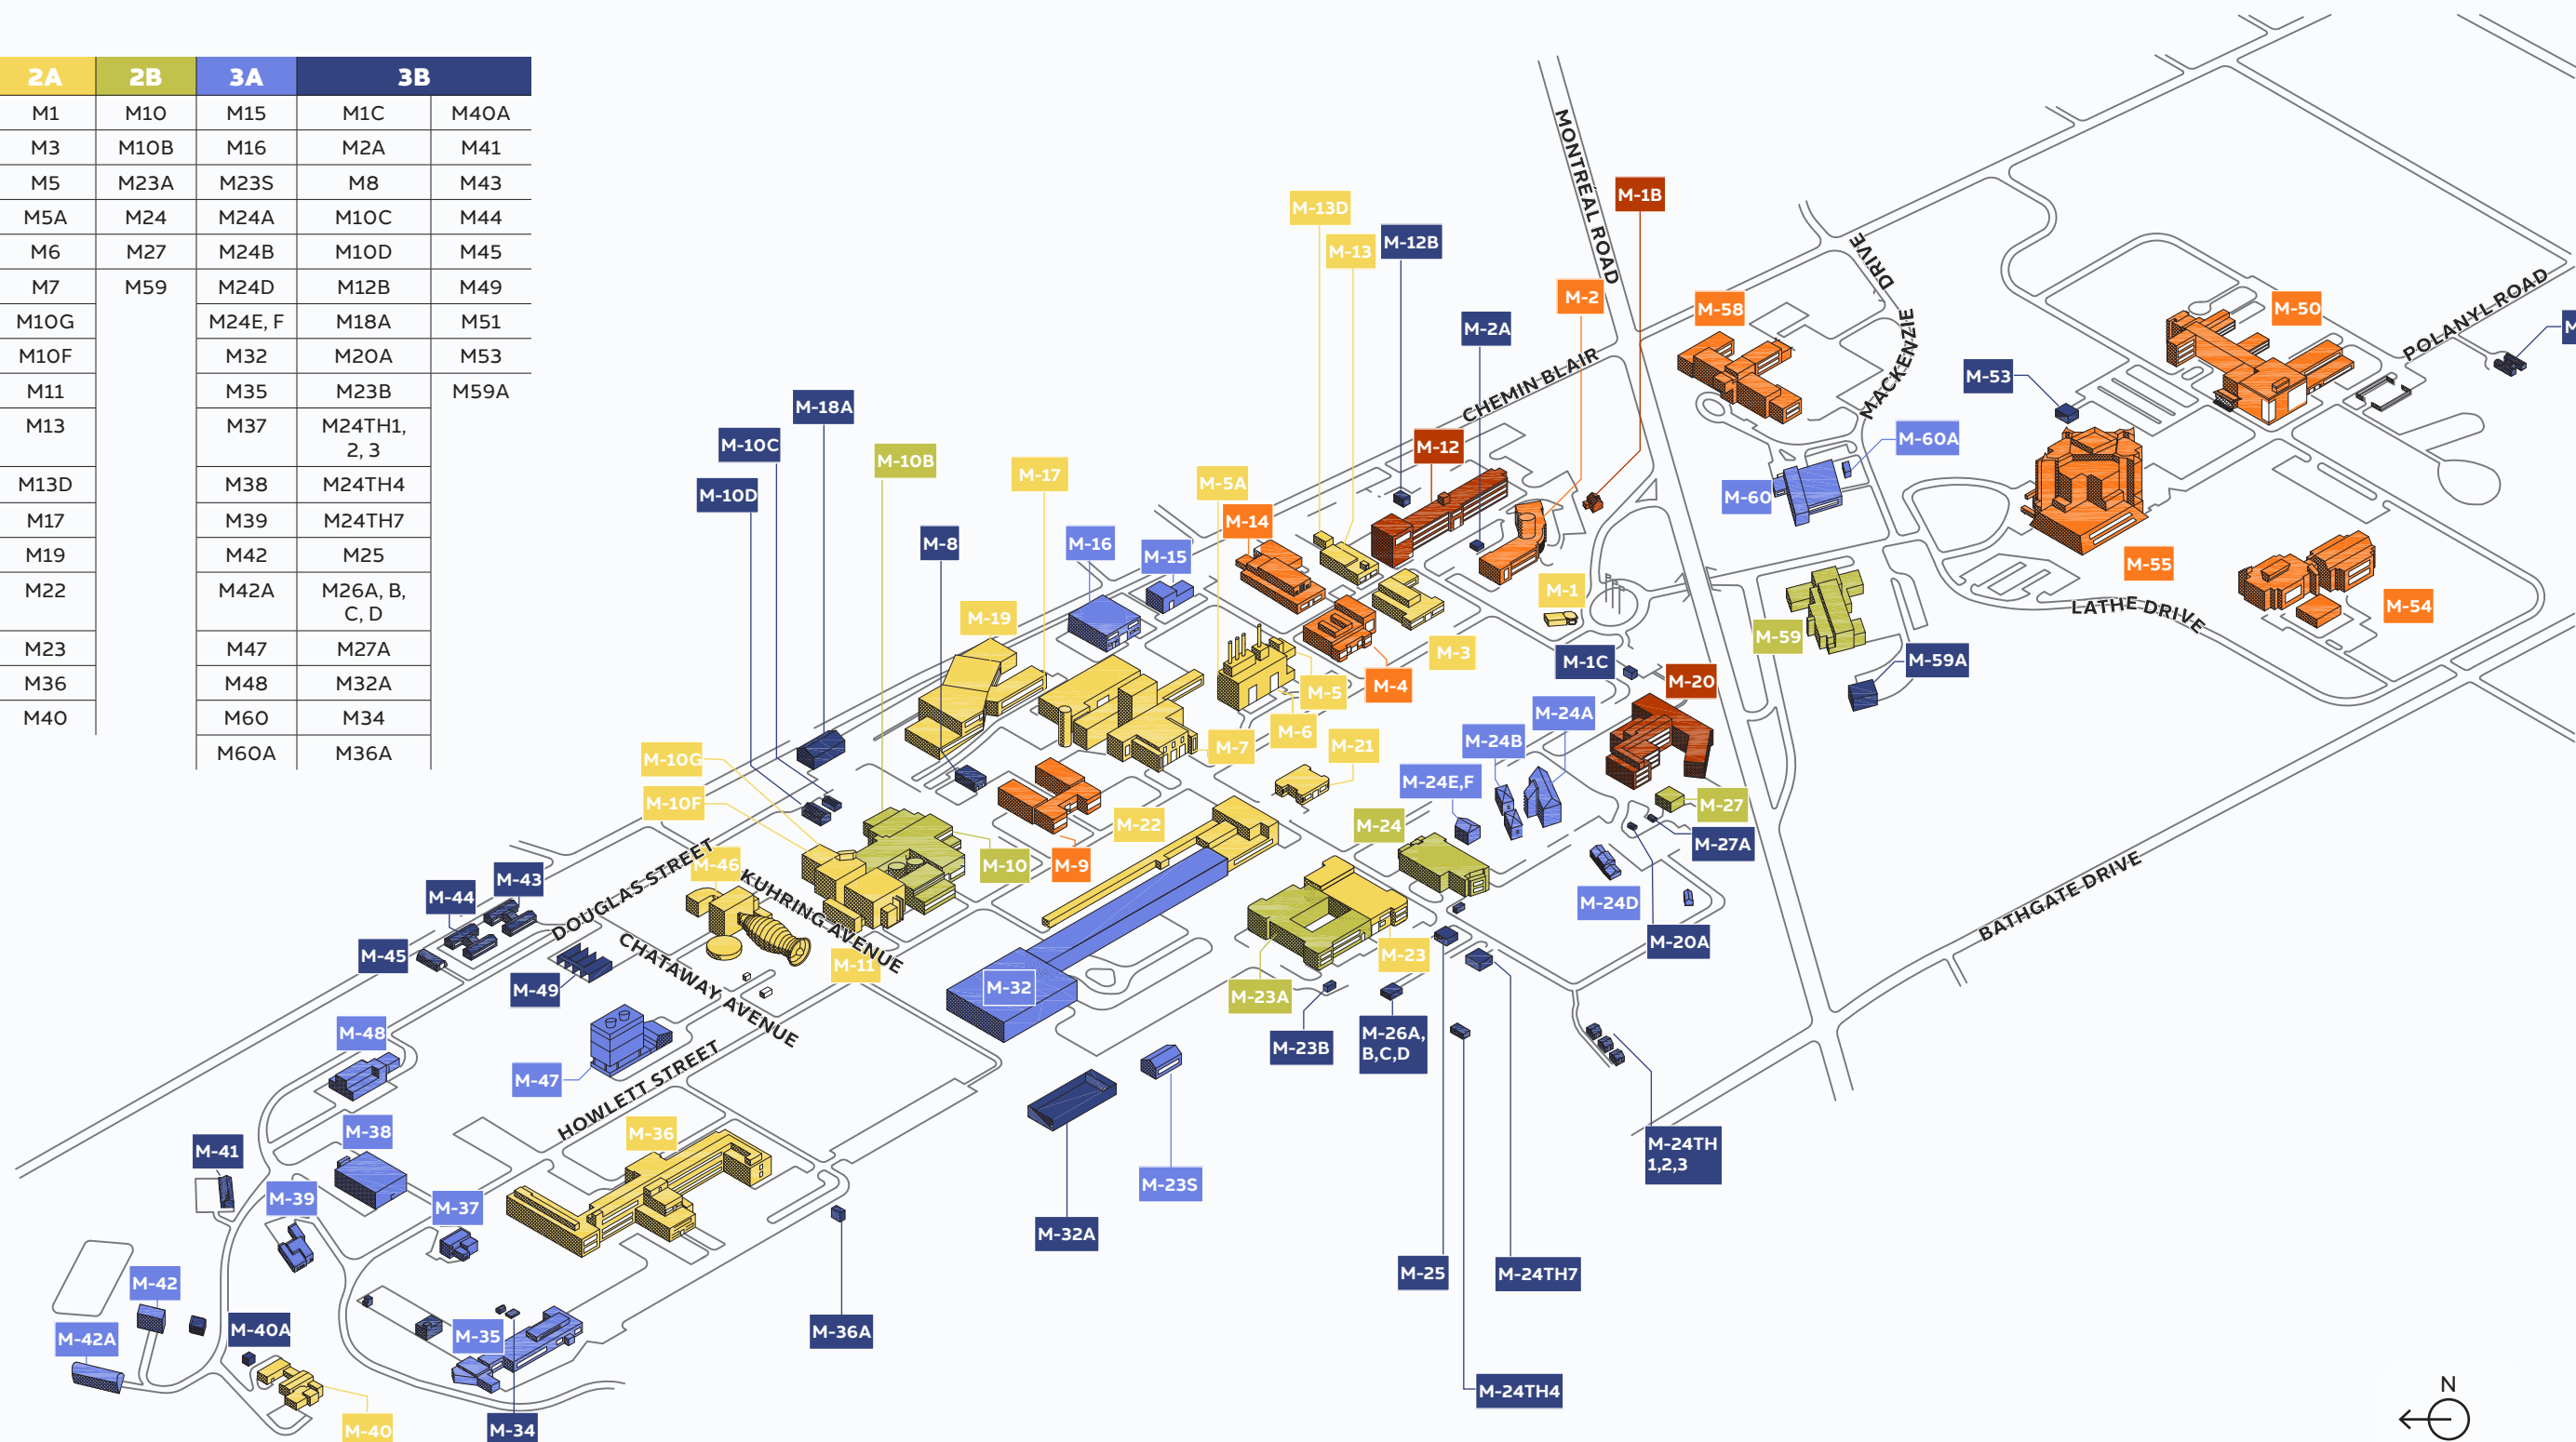 2A 2B 3A 3B
M1 M10 M15 M1C M40A
M3 M10B M16 M2A M41
M5 M23A M23S M8 M43
M5A M24 M24A M10C M44
M6 M27 M24B M10D M45
M7 M59 M24D M12B M49
M10G M24E, F M18A M51
M10F M32 M20A M53
M11 M35 M23B M59A
M13 M37 M24TH1,
2, 3
M13D M38 M24TH4
M17 M39 M24TH7
M19 M42 M25
M22 M42A M26A, B,
C, D
M23 M47 M27A
M36 M48 M32A
M40 M60 M34
M60A M36A
MONTRÉAL ROAD
M-1B
M-13D
M-13
M-12B
M-2
M-2A
M-58
DRIVE
MACKENZIE
M-50
POLANYL ROAD
M-53
CHEMIN BLAIR
M-18A
M-10C
M-10B
M-10D
M-17
M-5A
M-12
M-60A
M-60
M-14
M-8
M-16
M-15
M-55
M-1
M-54
LATHE DRIVE
M-19
M-59
M-3
M-1C
M-59A
M-4
M-20
M-5
M-24A
M-6
M-24B
M-7
M-21
M-10G
M-24E,F
M-10F
M-27
M-22
M-24
M-27A
M-46
M-10
M-9
DOUGLAS STREET
KUHRING AVENUE
M-43
M-44
M-24D
BATHGATE DRIVE
M-20A
M-45
CHATAWAY AVENUE
M-11
M-23
M-49
M-32
M-23A
M-48
M-23B
M-26A,
B,C,D
M-47
HOWLETT STREET
M-38
M-36
M-41
M-24TH
1,2,3
M-39
M-37
M-23S
M-32A
M-42
M-25
M-24TH7
M-40A
M-42A
M-35
M-36A
M-24TH4
M-40
M-34
N